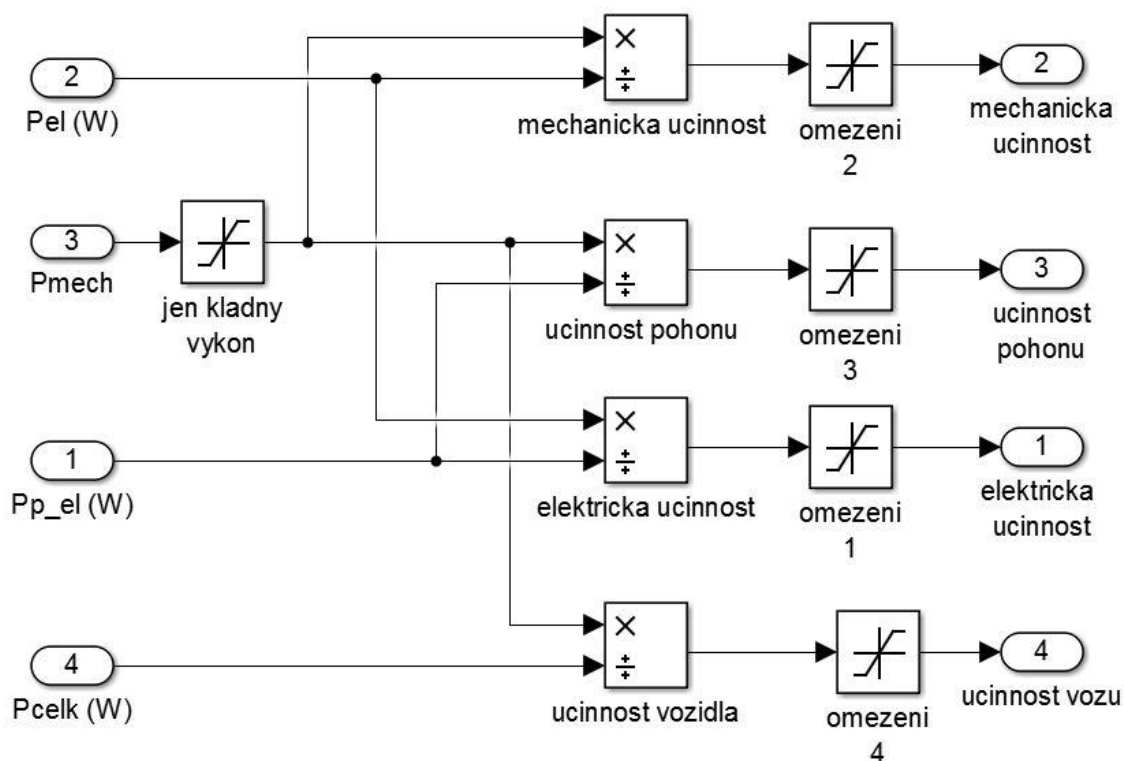 2
Pel (W)
×
÷
mechanicka ucinnost
omezeni
2
2
mechanicka
ucinnost
3
Pmech
jen kladny
vykon
×
÷
ucinnost pohonu
omezeni
3
3
ucinnost
pohonu
1
Pp_el (W)
×
÷
elektricka ucinnost
omezeni
1
1
elektricka
ucinnost
4
Pcelk (W)
×
÷
ucinnost vozidla
omezeni
4
4
ucinnost vozu